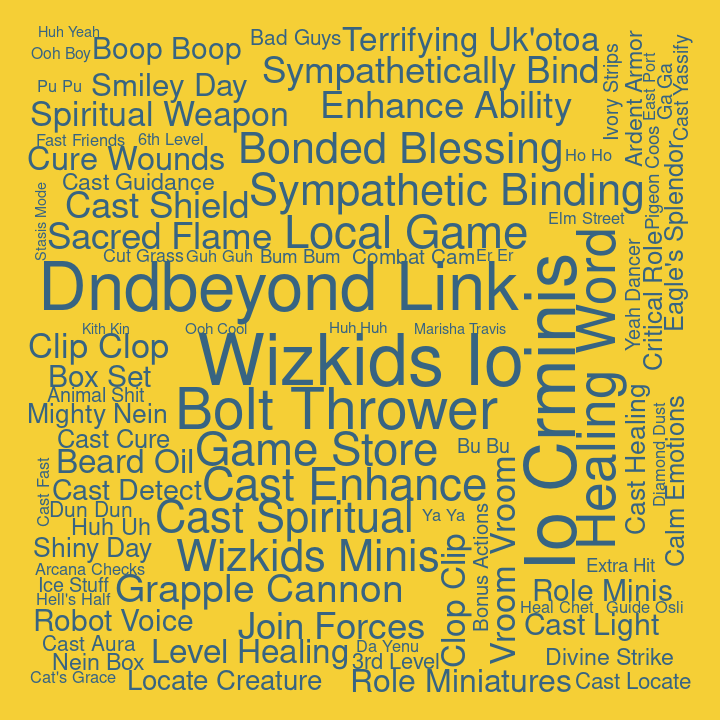 Huh Yeah
Ooh Boy
Boop Boop
Bad Guys
Terrifying Uk'otoa
Pu Pu
Smiley Day
Sympathetically Bind
Spiritual Weapon
Enhance Ability
Ivory Strips
Ardent Armor
East Port
Ga Ga
Cast Yassify
Fast Friends
6th Level
Bonded Blessing
Ho Ho
Cure Wounds
Cast Guidance
Sympathetic Binding
Pigeon Coos
Eagle's Splendor
Stasis Mode
Cast Shield
Elm Street
Sacred Flame
Local Game
Cut Grass
Guh Guh
Bum Bum
Combat Cam
Er Er
Yeah Dancer
Critical Role
Dndbeyond Link
Io Crminis
Healing Word
Kith Kin
Ooh Cool
Huh Huh
Marisha Travis
Clip Clop
Wizkids Io
Box Set
Animal Shit
Mighty Nein
Bolt Thrower
Cast Cure
Game Store
Bu Bu
Cast Healing
Diamond Dust
Calm Emotions
Beard Oil
Cast Fast
Cast Detect
Cast Enhance
Dun Dun
Huh Uh
Cast Spiritual
Ya Ya
Shiny Day
Wizkids Minis
Clop Clip
Bonus Actions
Vroom Vroom
Arcana Checks
Ice Stuff
Hell's Half
Grapple Cannon
Extra Hit
Role Minis
Heal Chet
Guide Osli
Robot Voice
Join Forces
Cast Light
Cast Aura
Nein Box
Level Healing
Da Yenu
3rd Level
Divine Strike
Cat's Grace
Locate Creature
Role Miniatures
Cast Locate